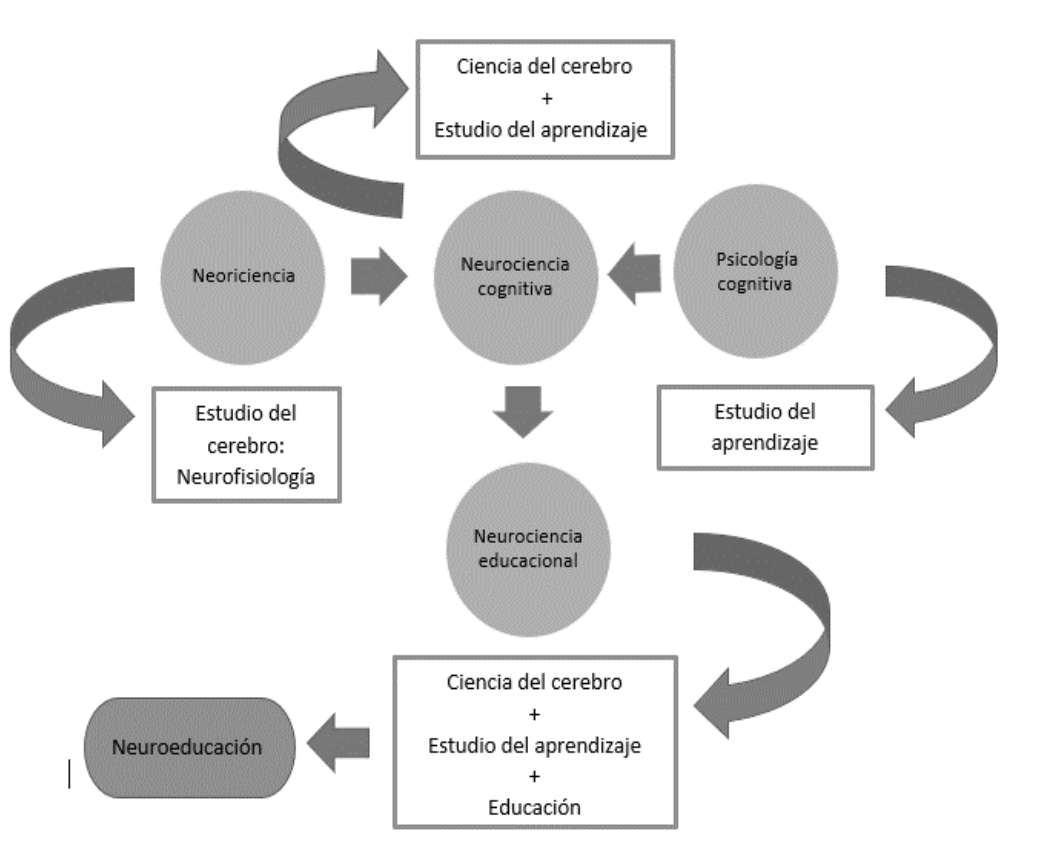 Ciencia del cerebro
+
Estudio del aprendizaje
Neoriciencia
Neurociencia
cognitiva
Psicología
cognitiva
Estudio del
cerebro:
Neurofisiología
Estudio del
aprendizaje
Neurociencia
educacional
Ciencia del cerebro
+
Estudio del aprendizaje
+
Educación
Neuroeducación